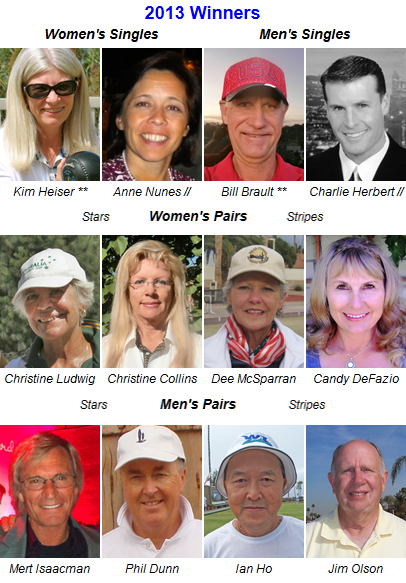 2013 Winners
Women's Singles Men's Singles
USA
Kim Heiser ** Anne Nunes // Bill Brault ** Charlie Herbert //
Stars Women's Pairs Stripes
Christine Ludwig Christine Collins Dee McSparran Candy DeFazio
Stars Men's Pairs Stripes
Mert Isaacman Phil Dunn Ian Ho Jim Olson